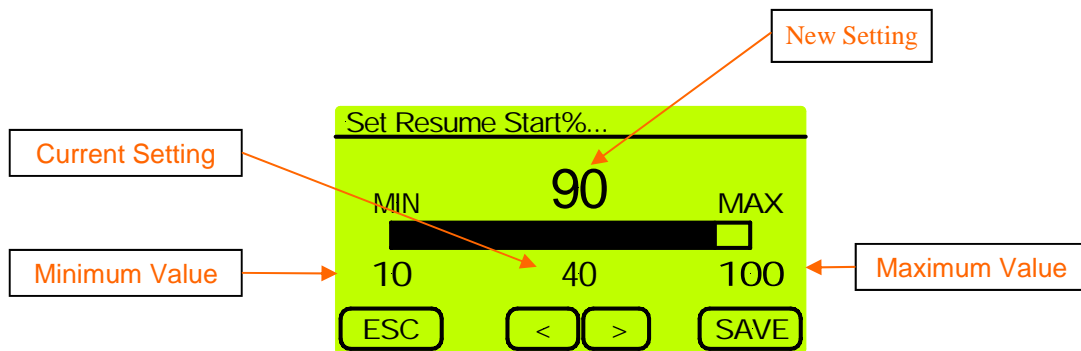 New Setting
Set Resume Start%...
Current Setting
90
MIN
MAX
Minimum Value
10
40
100
Maximum Value
ESC
<
>
SAVE